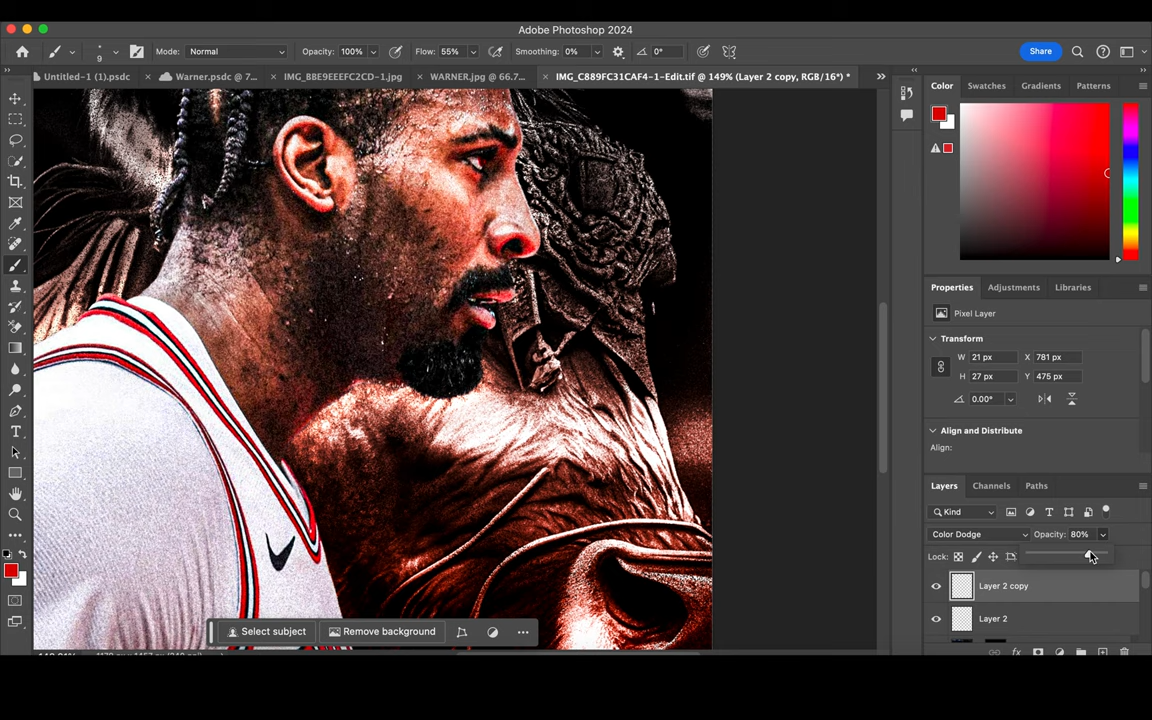 Adobe Photoshop 2024
9 Mode: Normal Opacity: 100% Flow: 55% Smoothing: 0% 0° Share
Untitled-1 (1).psdc × Warner.psdc @ 7... × IMG_BBE9EEEFC2CD-1.jpg × WARNER.jpg @ 66.7... × IMG_C889FC31CAF4-1-Edit.tif @ 149% (Layer 2 copy, RGB/16*) *
Color Swatches Gradients Patterns
Properties Adjustments Libraries
Pixel Layer
Transform
W 21 px X 781 px
H 27 px Y 475 px
0.00°
Align and Distribute
Align:
Layers Channels Paths
Kind
Color Dodge Opacity: 80%
Lock:
Layer 2 copy
Layer 2
Select subject Remove background
fx